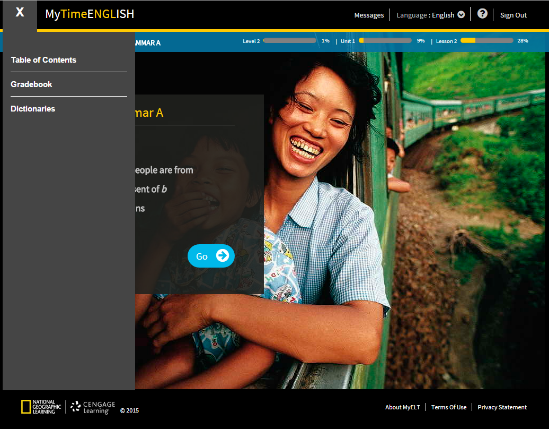 X MyTimeENGLISH Messages Language : English ? Sign Out
MMAR A Level 2 1% Unit 1 9% Lesson 2 28%
Table of Contents
Gradebook
Dictionaries
mar A
eople are from
sent of b
ns
Go
NATIONAL GEOGRAPHIC LEARNING
CENGAGE Learning
© 2015
About MyELT Terms Of Use Privacy Statement